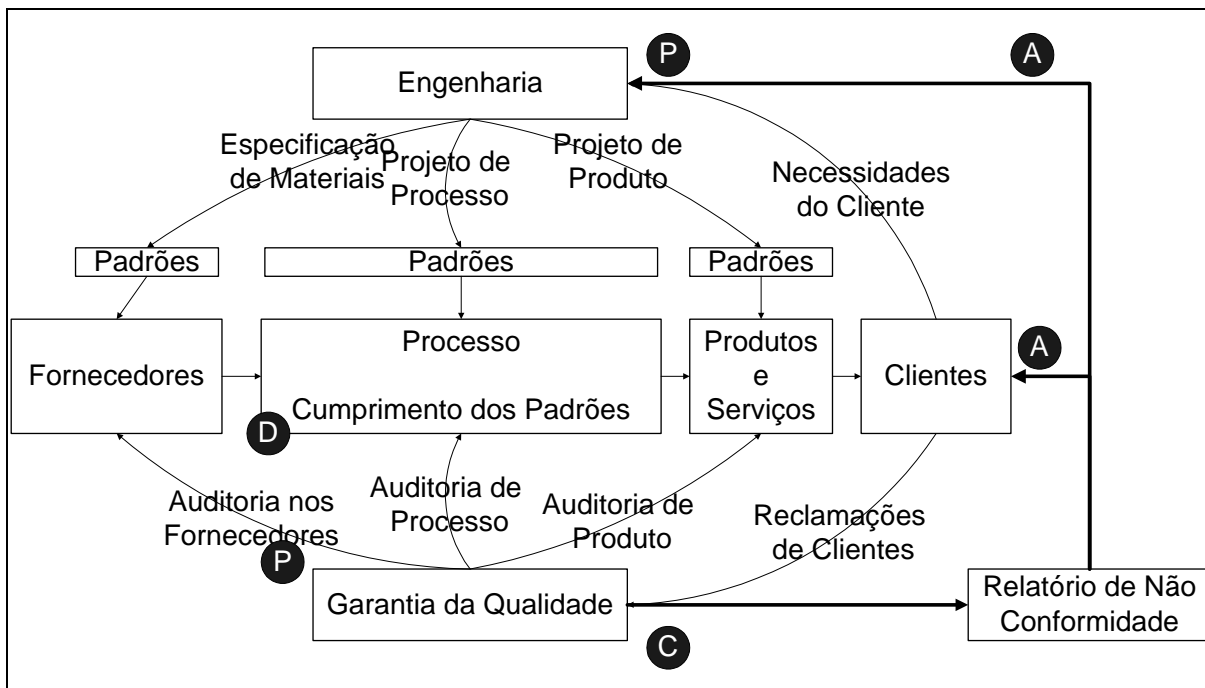 P
A
Engenharia
Especificação
de Materiais
Projeto de
Processo
Projeto de
Produto
Necessidades
do Cliente
Padrões
Padrões
Padrões
Fornecedores
Processo
Cumprimento dos Padrões
Produtos
e
Serviços
Clientes
A
D
Auditoria nos
Fornecedores
Auditoria de
Processo
Auditoria de
Produto
Reclamações
de Clientes
P
Garantia da Qualidade
Relatório de Não
Conformidade
C